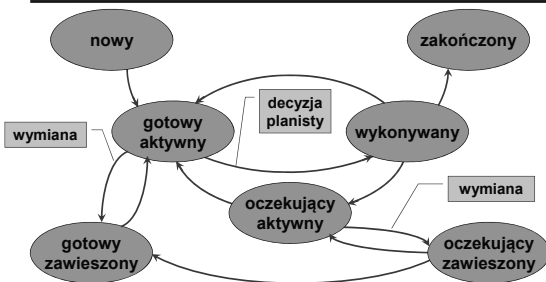 nowy
zakończony
decyzja
planisty
wymiana
gotowy
aktywny
wykonywany
oczekujący
aktywny
wymiana
gotowy
zawieszony
oczekujący
zawieszony